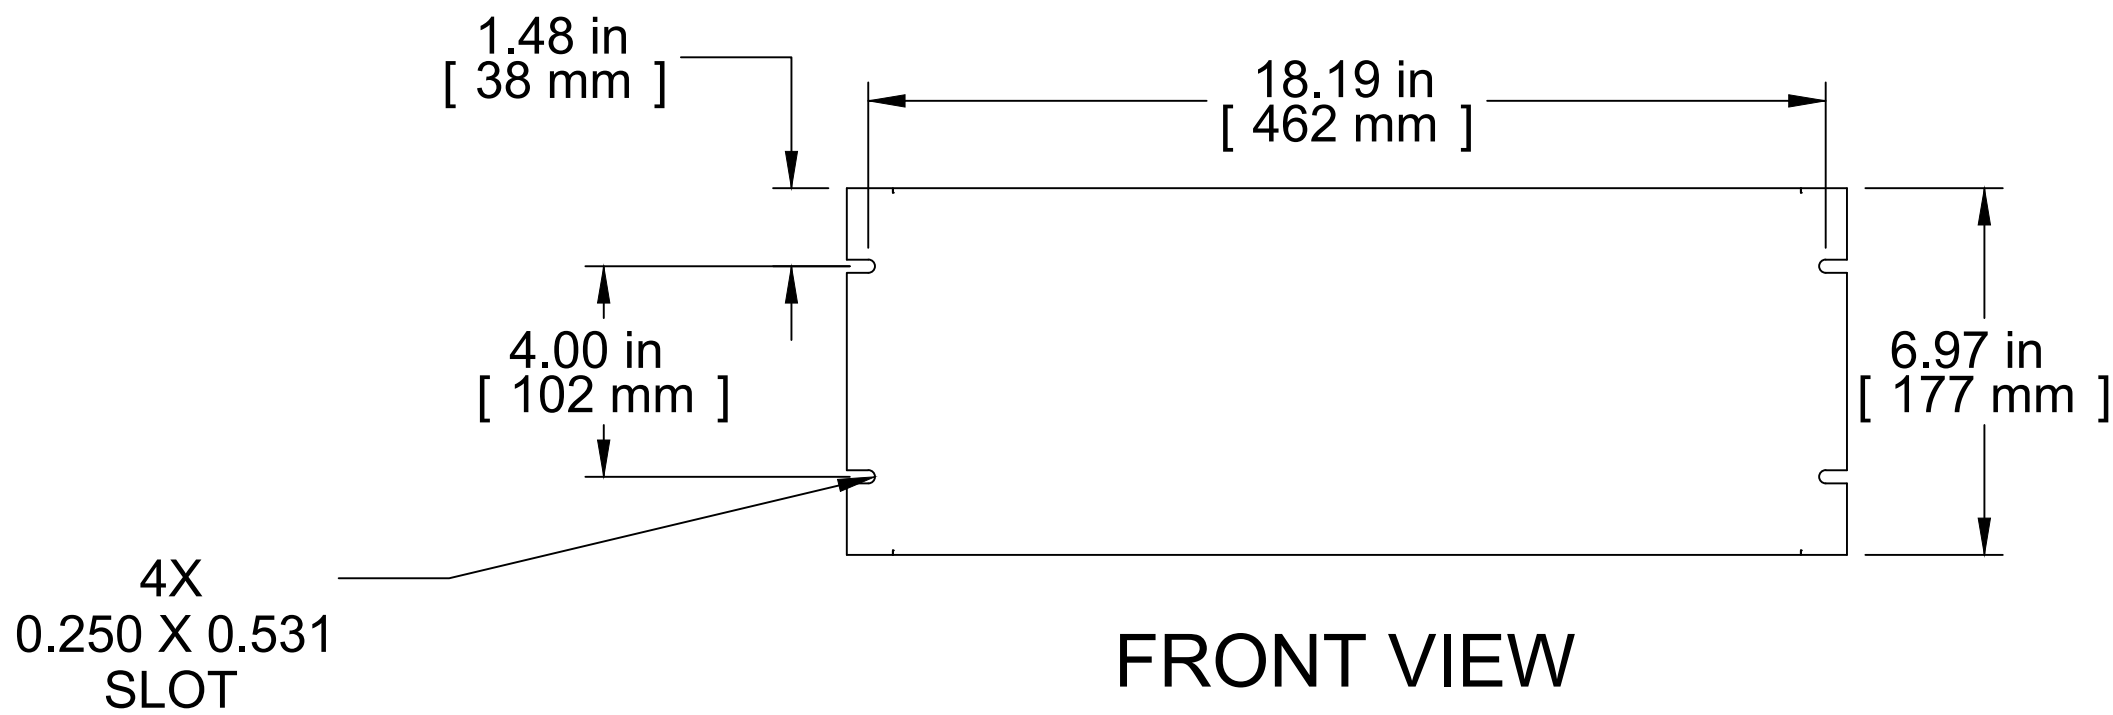 1.48 in
[ 38 mm ]
18.19 in
[ 462 mm ]
4.00 in
[ 102 mm ]
6.97 in
[ 177 mm ]
4X
0.250 X 0.531
SLOT
FRONT VIEW